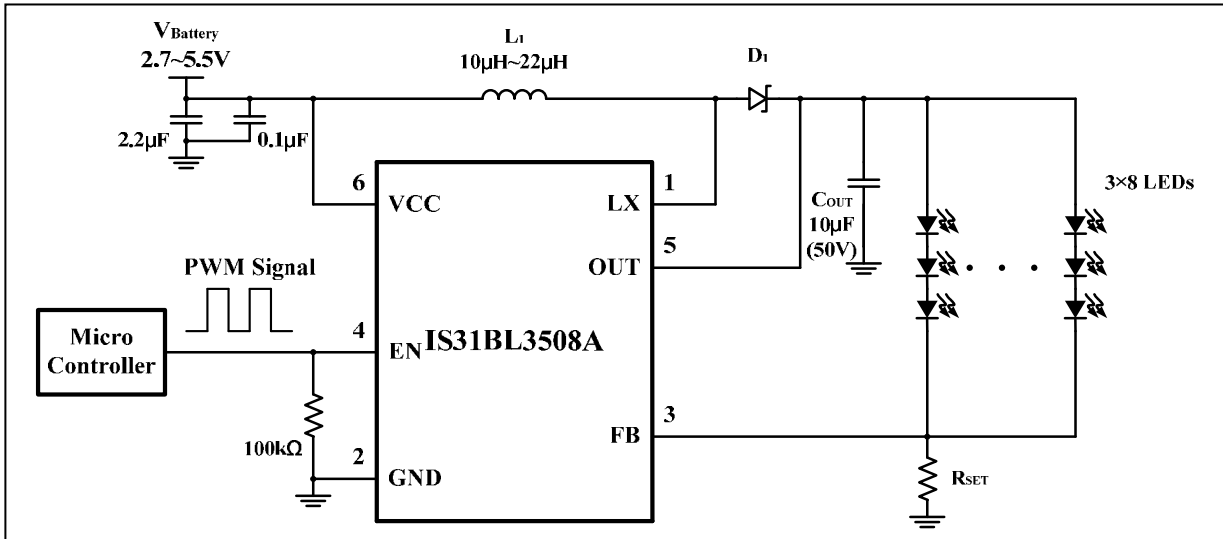 V_Battery
2.7~5.5V
L1
10μH~22μH
D1
2.2μF
0.1μF
6
VCC
1
LX
3×8 LEDs
COUT
10μF
(50V)
5
OUT
PWM Signal
Micro
Controller
4
EN
IS31BL3508A
3
FB
100kΩ
2
GND
RSET